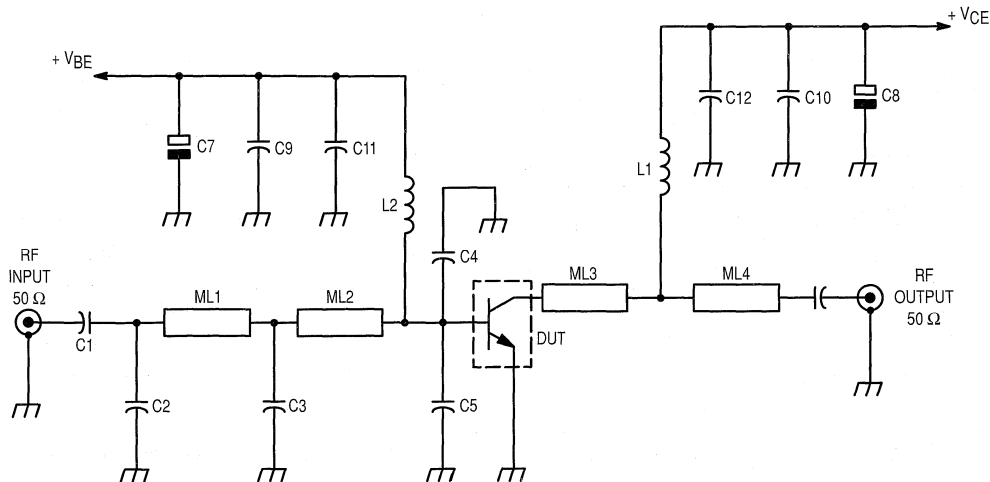 + VCE
+ VBE
C7
C9
C11
C12
C10
C8
L1
L2
C4
RF
INPUT
50 Ω
ML1
ML2
ML3
ML4
RF
OUTPUT
50 Ω
DUT
C1
C2
C3
C5